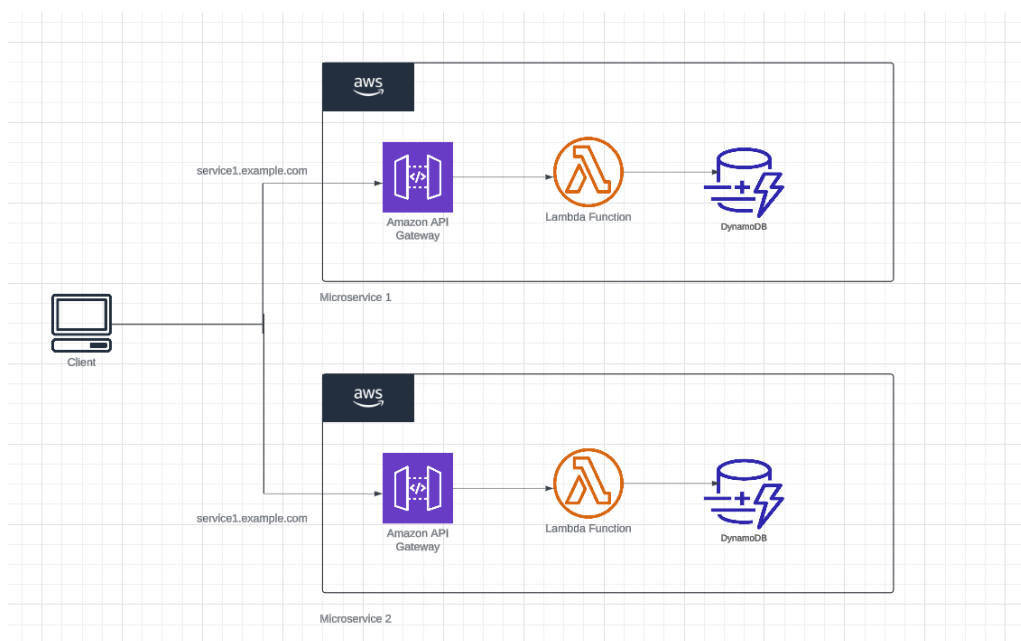 aws
service1.example.com
</>
Amazon API
Gateway
Lambda Function
DynamoDB
Microservice 1
Client
aws
</>
service1.example.com
Amazon API
Gateway
Lambda Function
DynamoDB
Microservice 2